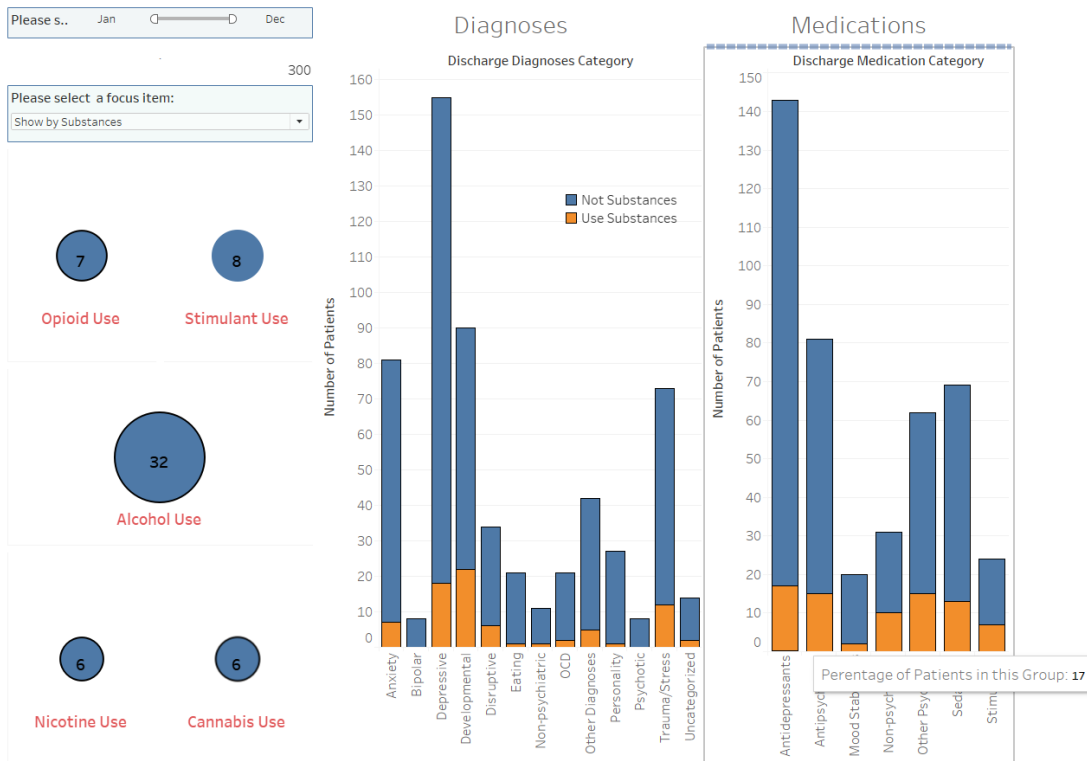 Please s.. Jan Dec
300
Please select a focus item:
Show by Substances
7
8
Opioid Use
Stimulant Use
32
Alcohol Use
6
6
Nicotine Use
Cannabis Use
Diagnoses
Discharge Diagnoses Category
Number of Patients
160
150
140
130
120
110
100
90
80
70
60
50
40
30
20
10
0
Not Substances
Use Substances
Anxiety
Bipolar
Depressive
Developmental
Disruptive
Eating
Non-psychiatric
OCD
Other Diagnoses
Personality
Psychotic
Trauma/Stress
Uncategorized
Medications
Discharge Medication Category
Number of Patients
150
140
130
120
110
100
90
80
70
60
50
40
30
20
10
0
Antidepressants
Antipsych
Mood Stab
Non-psych
Other Psyc
Seda
Stimu
Perentage of Patients in this Group: 17